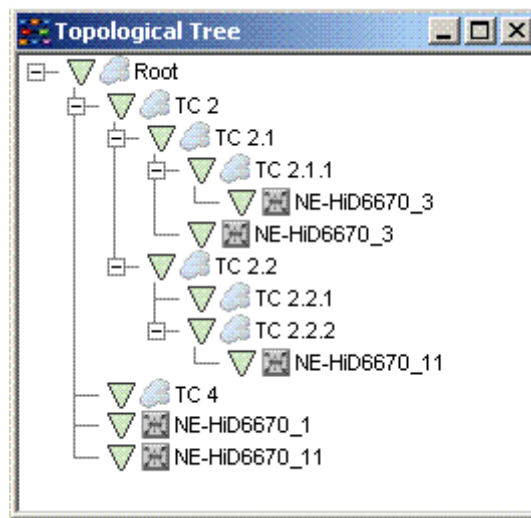 Topological Tree
Root
TC 2
TC 2.1
TC 2.1.1
NE-HiD6670_3
NE-HiD6670_3
TC 2.2
TC 2.2.1
TC 2.2.2
NE-HiD6670_11
TC 4
NE-HiD6670_1
NE-HiD6670_11